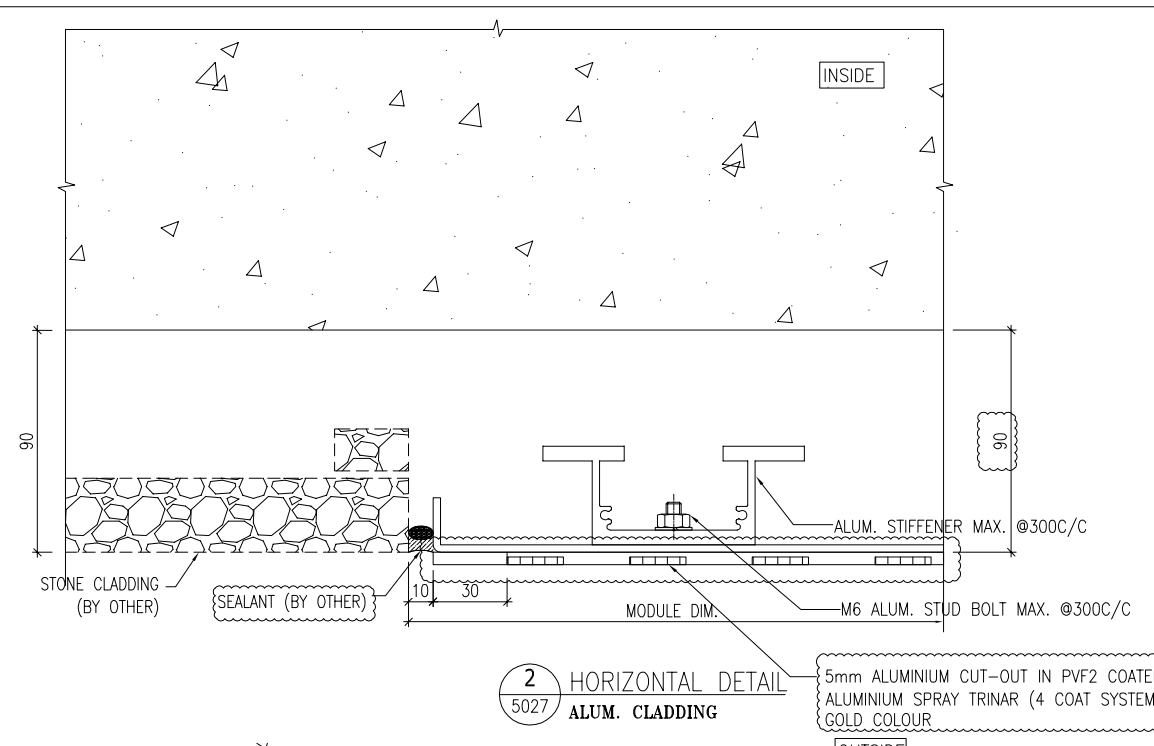 INSIDE
90
90
ALUM. STIFFENER MAX. @300C/C
STONE CLADDING
(BY OTHER)
SEALANT (BY OTHER)
10
30
MODULE DIM.
M6 ALUM. STUD BOLT MAX. @300C/C
2
5027
HORIZONTAL DETAIL
ALUM. CLADDING
5mm ALUMINIUM CUT-OUT IN PVF2 COATE
ALUMINIUM SPRAY TRINAR (4 COAT SYSTEM
GOLD COLOUR
OUTSIDE